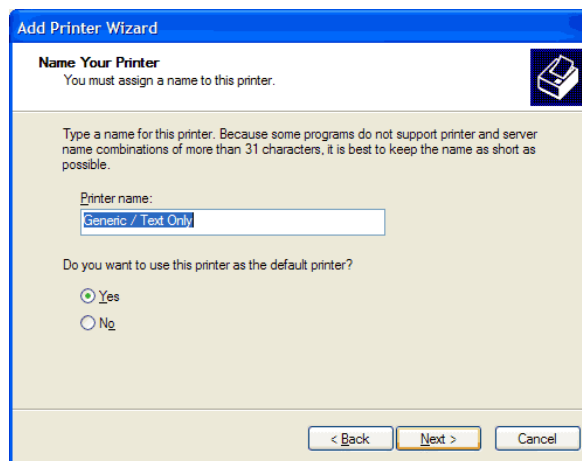 Add Printer Wizard
Name Your Printer
You must assign a name to this printer.
Type a name for this printer. Because some programs do not support printer and server
name combinations of more than 31 characters, it is best to keep the name as short as
possible.
Printer name:
Generic / Text Only
Do you want to use this printer as the default printer?
Yes
No
< Back
Next >
Cancel